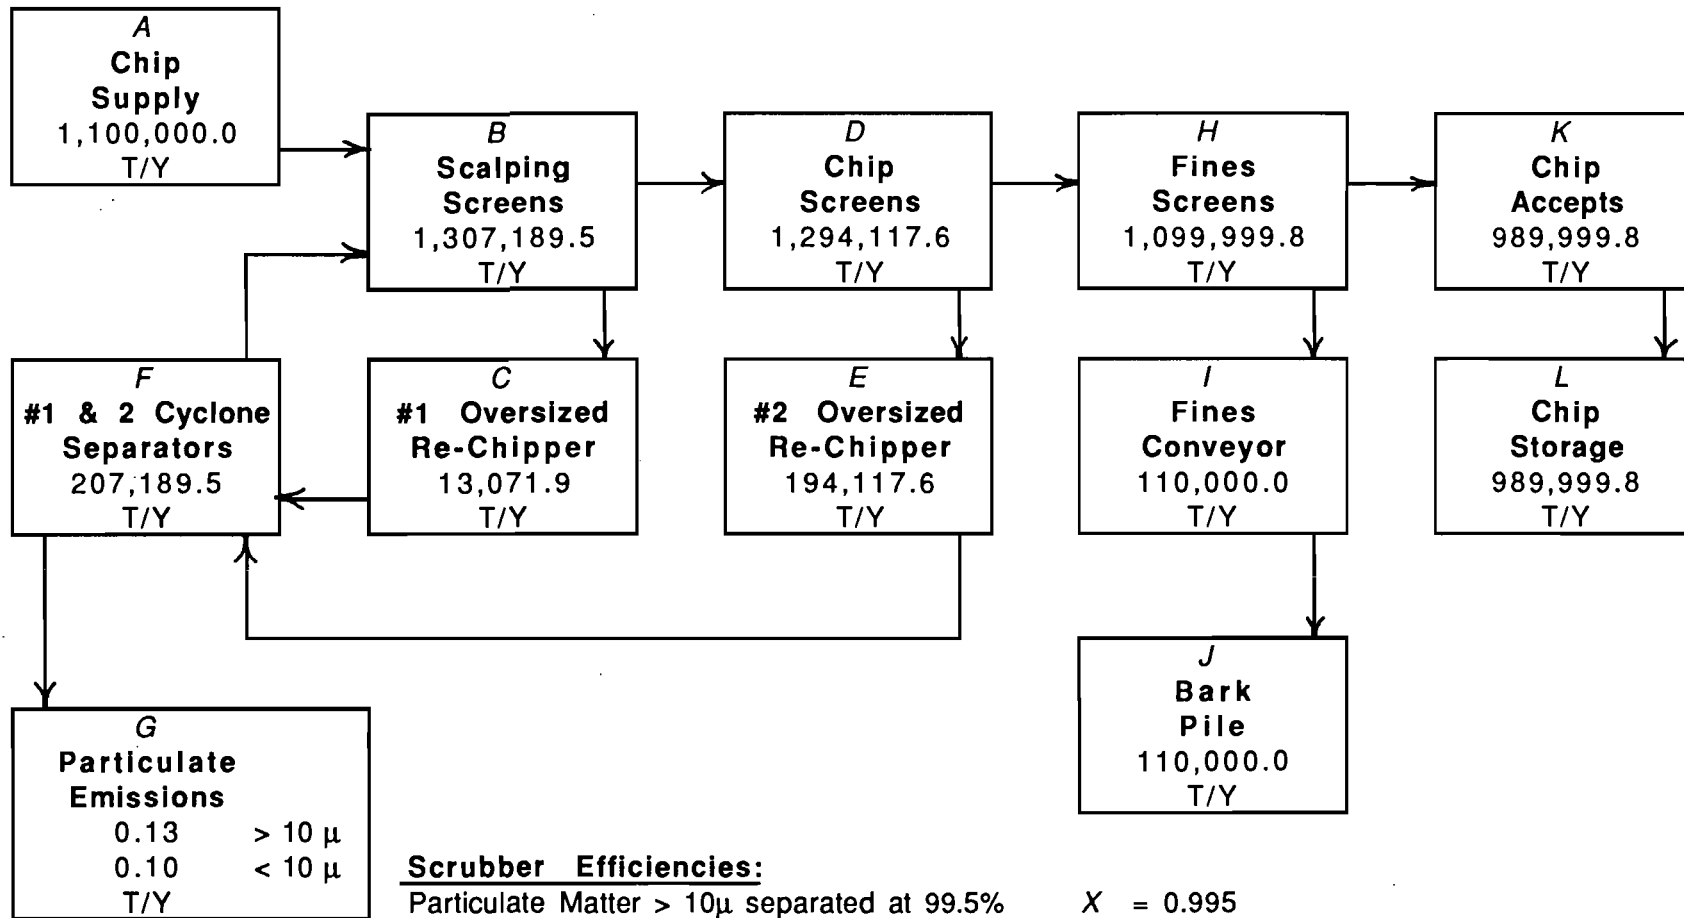 A
Chip
Supply
1,100,000.0
T/Y
B
Scalping
Screens
1,307,189.5
T/Y
D
Chip
Screens
1,294,117.6
T/Y
H
Fines
Screens
1,099,999.8
T/Y
K
Chip
Accepts
989,999.8
T/Y
F
#1 & 2 Cyclone
Separators
207,189.5
T/Y
C
#1 Oversized
Re-Chipper
13,071.9
T/Y
E
#2 Oversized
Re-Chipper
194,117.6
T/Y
I
Fines
Conveyor
110,000.0
T/Y
L
Chip
Storage
989,999.8
T/Y
J
Bark
Pile
110,000.0
T/Y
G
Particulate
Emissions
0.13 > 10 µ
0.10 < 10 µ
T/Y
Scrubber Efficiencies:
Particulate Matter > 10µ separated at 99.5% X = 0.995